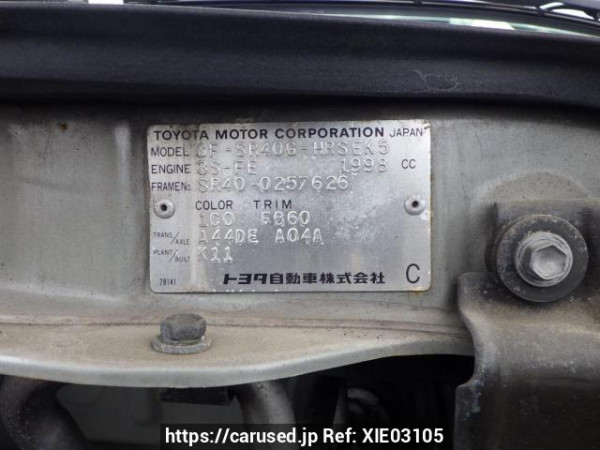 TOYOTA MOTOR CORPORATION JAPAN
MODEL GF-SR40G-HRSEK5
ENGINE 3S-FE 1998 CC
FRAME No. SR40-0257626
COLOR TRIM
1C0 FB60
TRANS/AXLE A44DE A04A
PLANT/BUILT K11
28141 トヨタ自動車株式会社 C
https://carused.jp Ref: XIE03105